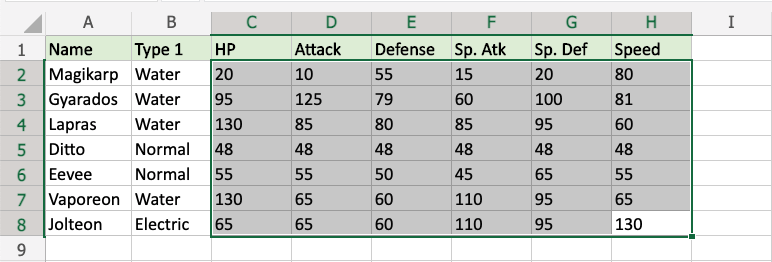 A B C D E F G H I
1 Name Type 1 HP Attack Defense Sp. Atk Sp. Def Speed
2 Magikarp Water 20 10 55 15 20 80
3 Gyarados Water 95 125 79 60 100 81
4 Lapras Water 130 85 80 85 95 60
5 Ditto Normal 48 48 48 48 48 48
6 Eevee Normal 55 55 50 45 65 55
7 Vaporeon Water 130 65 60 110 95 65
8 Jolteon Electric 65 65 60 110 95 130
9